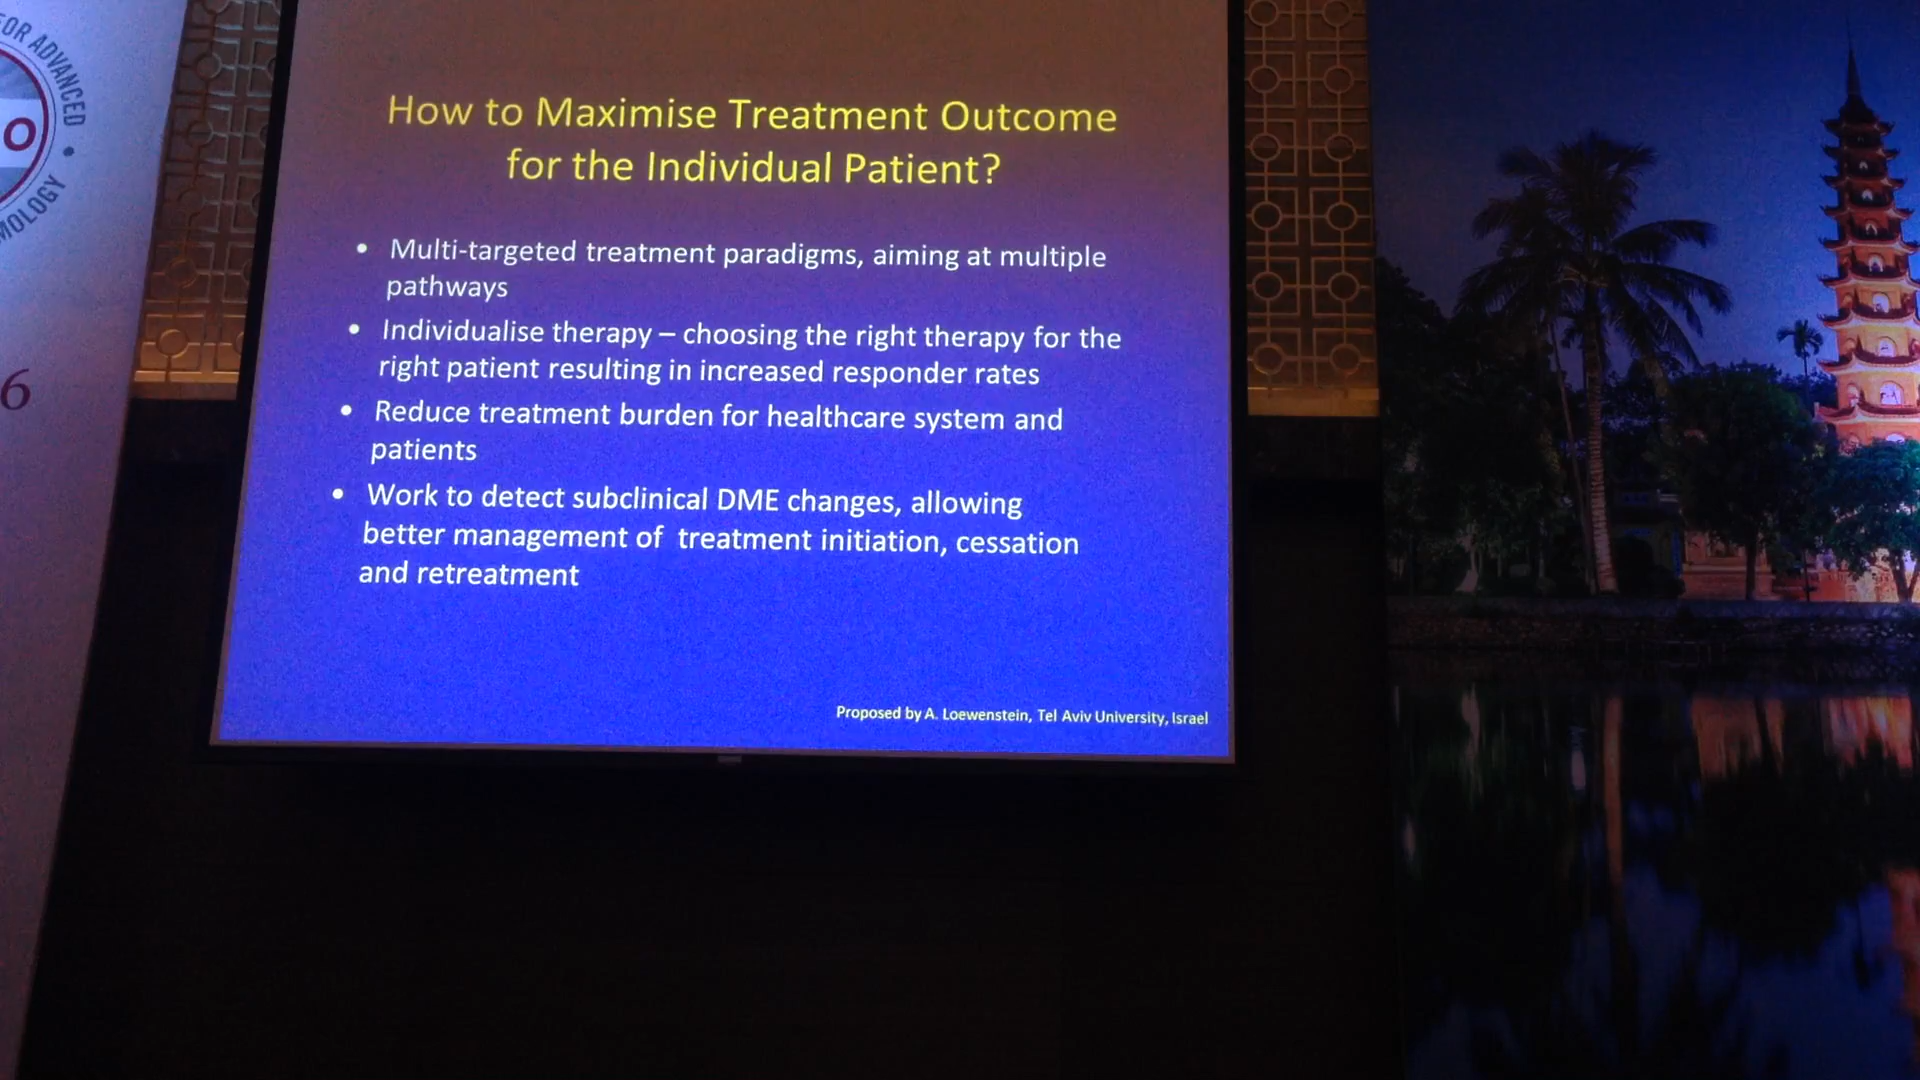 FOR ADVANCED
O
MOLOGY
6
How to Maximise Treatment Outcome
for the Individual Patient?
• Multi-targeted treatment paradigms, aiming at multiple
pathways
• Individualise therapy – choosing the right therapy for the
right patient resulting in increased responder rates
• Reduce treatment burden for healthcare system and
patients
• Work to detect subclinical DME changes, allowing
better management of treatment initiation, cessation
and retreatment
Proposed by A. Loewenstein, Tel Aviv University, Israel